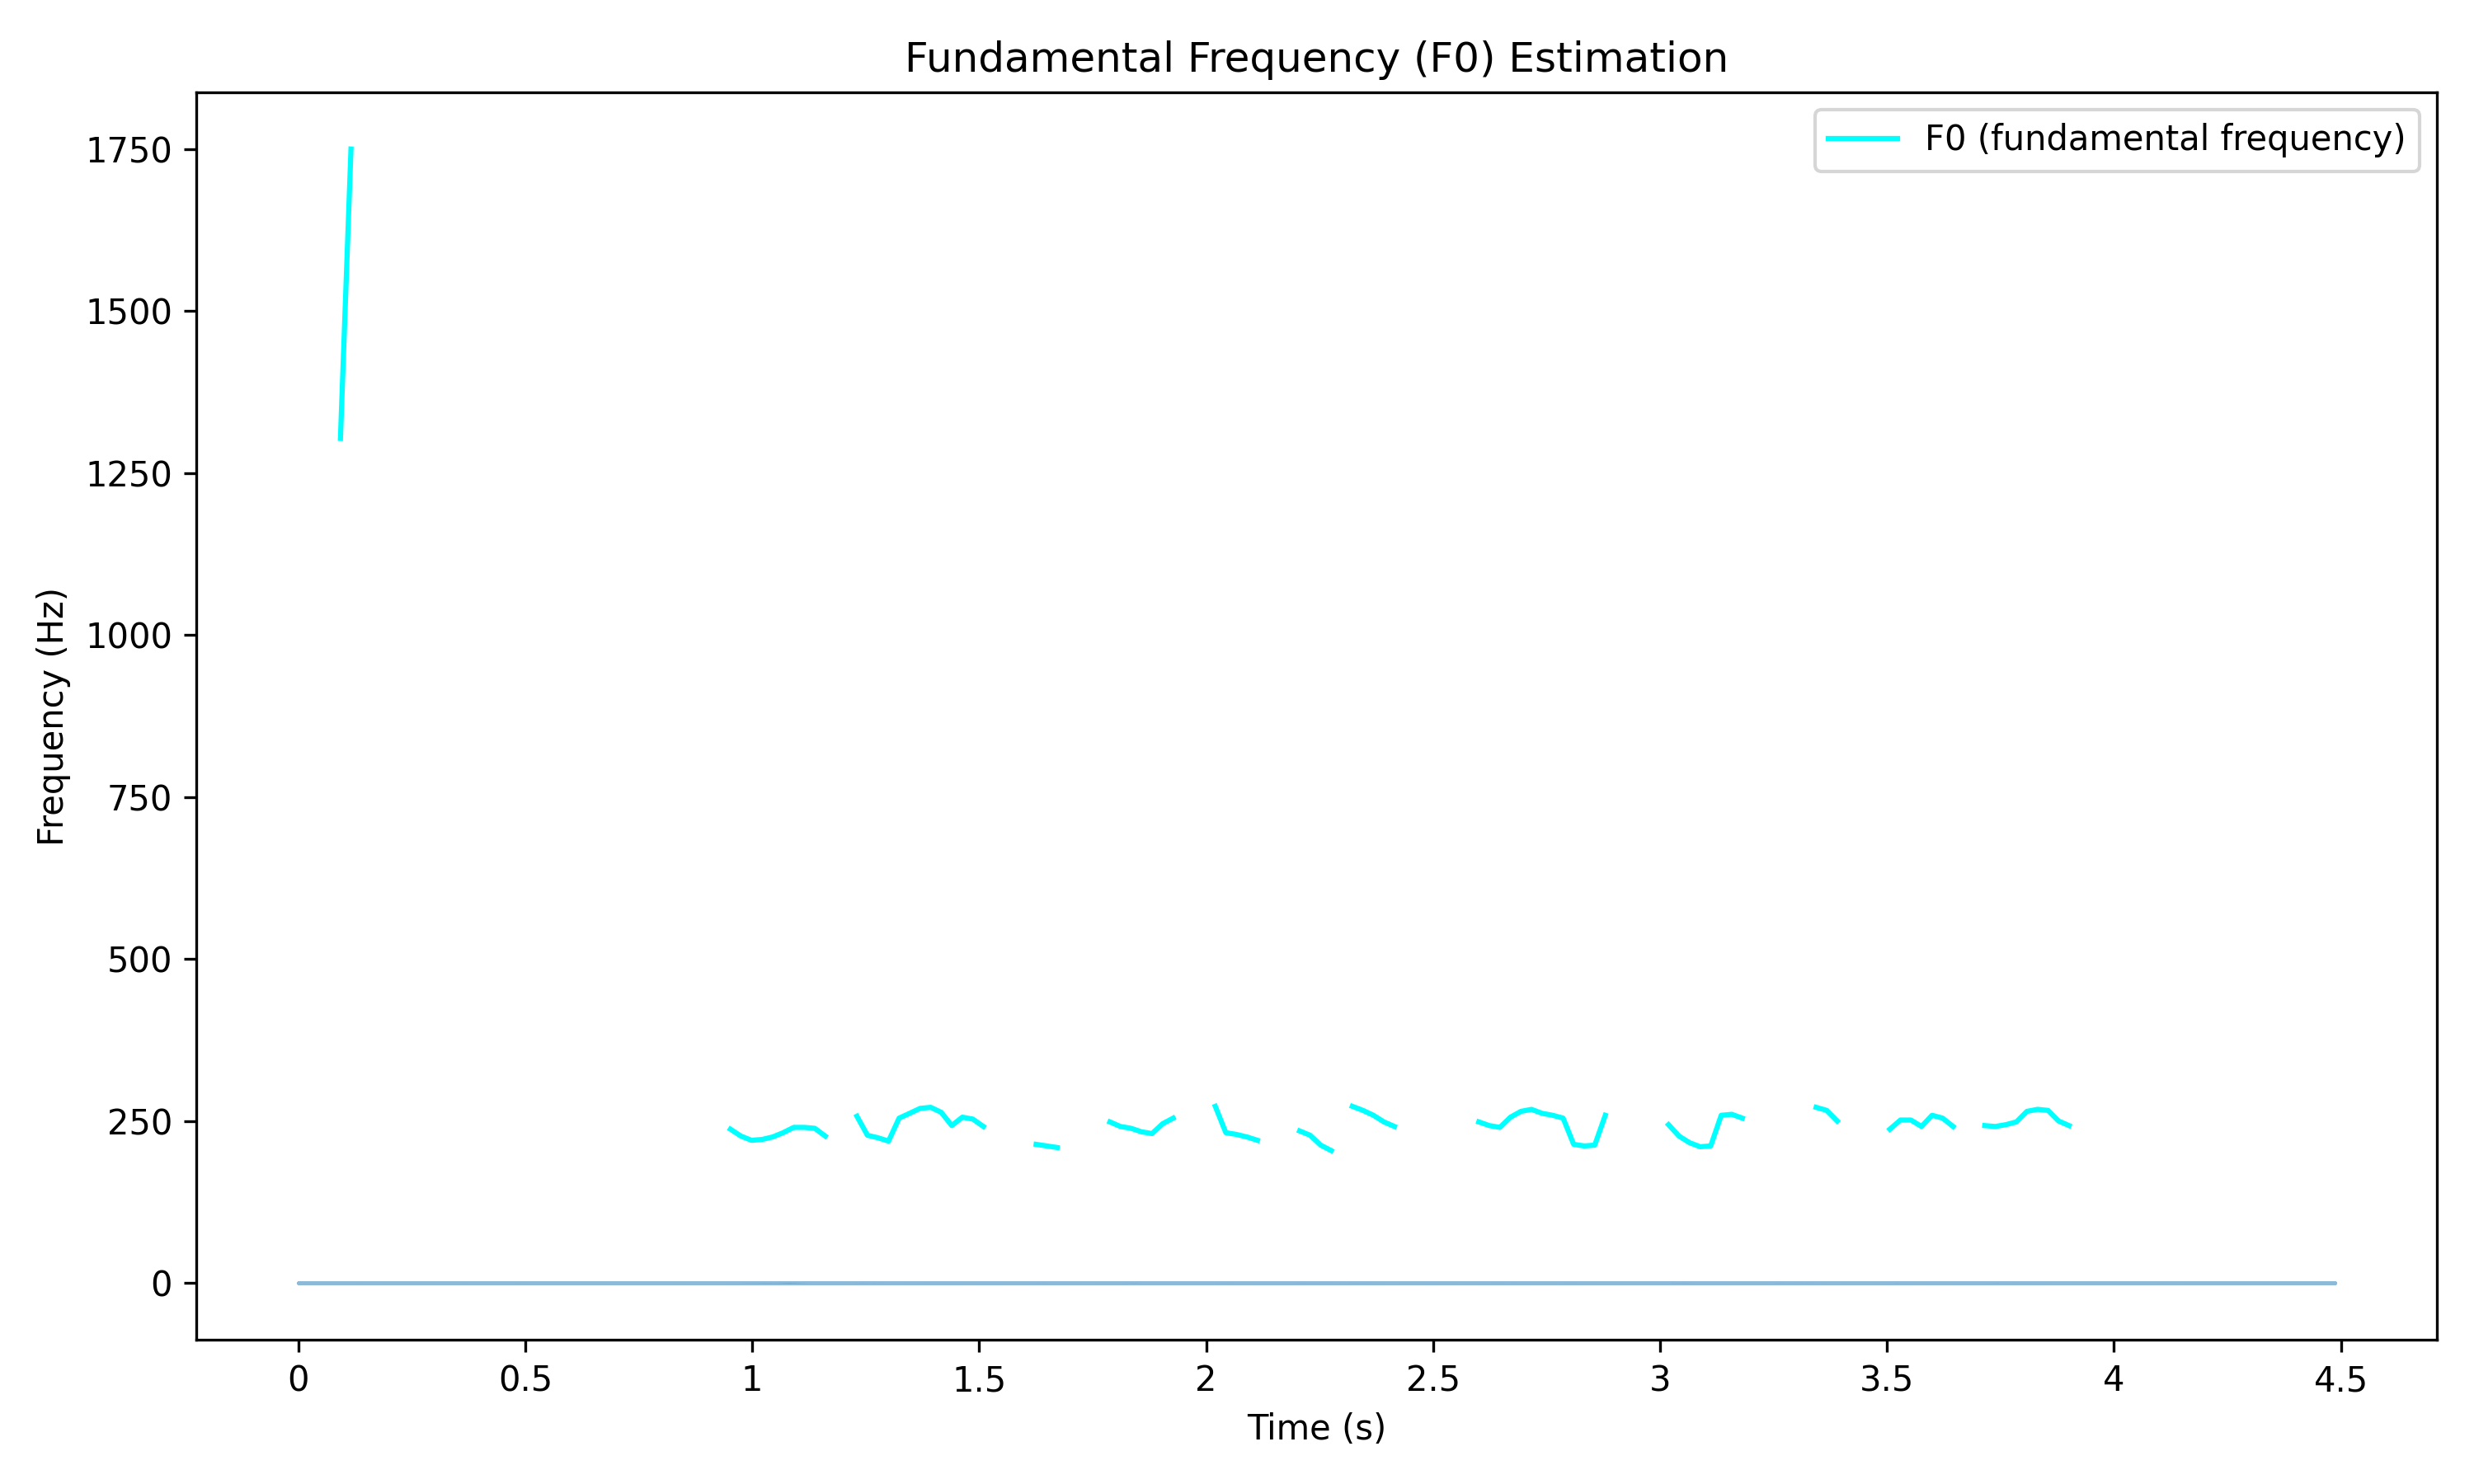 Fundamental Frequency (F0) Estimation
F0 (fundamental frequency)
1750
1500
1250
1000
750
500
250
0
Frequency (Hz)
0 0.5 1 1.5 2 2.5 3 3.5 4 4.5
Time (s)